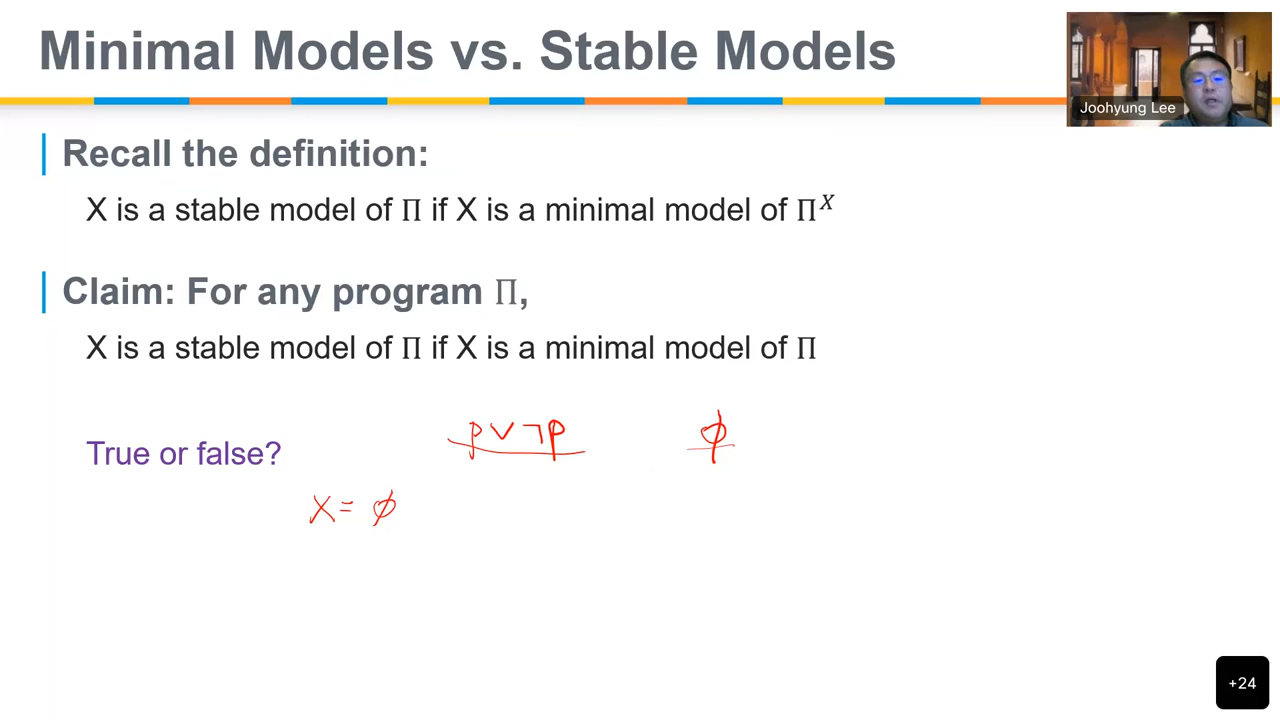 Minimal Models vs. Stable Models
Joohyung Lee
Recall the definition:
X is a stable model of Π if X is a minimal model of Π^X
Claim: For any program Π,
X is a stable model of Π if X is a minimal model of Π
p ∨ ¬p    ϕ
True or false?
X = ϕ
+24